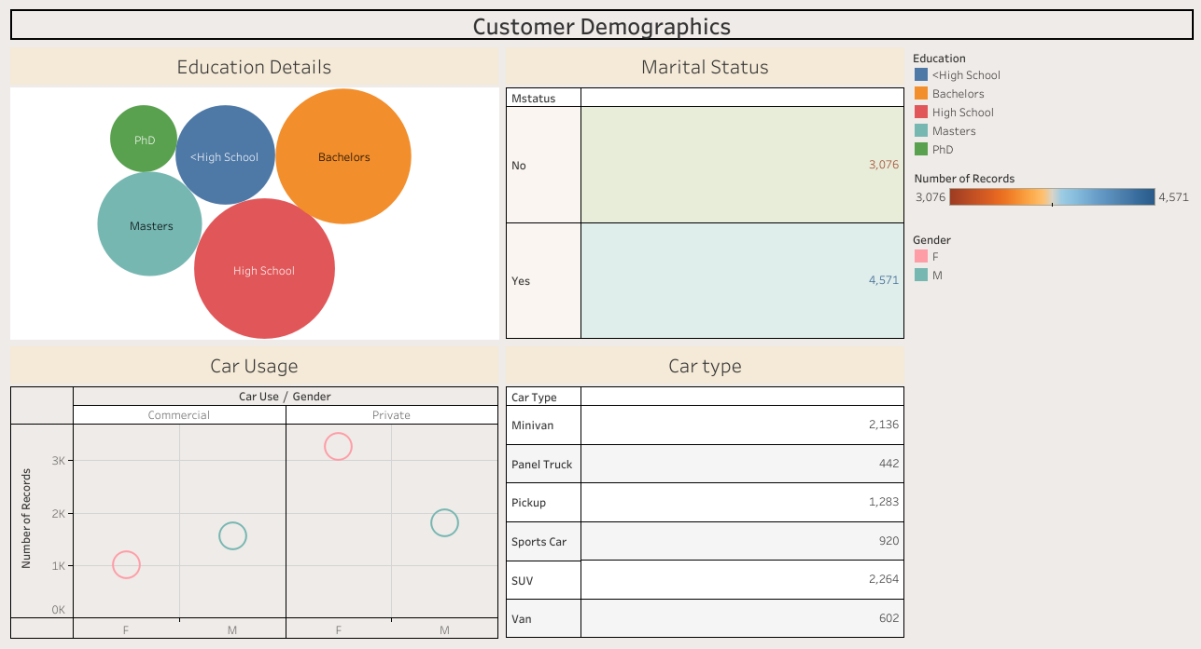 Customer Demographics
Education Details
PhD
<High School
Bachelors
Masters
High School
Marital Status
Mstatus
No 3,076
Yes 4,571
Education
<High School
Bachelors
High School
Masters
PhD
Number of Records
3,076 4,571
Gender
F
M
Car Usage
Car Use / Gender
Commercial Private
Number of Records
3K
2K
1K
0K
F M F M
Car type
Car Type
Minivan 2,136
Panel Truck 442
Pickup 1,283
Sports Car 920
SUV 2,264
Van 602